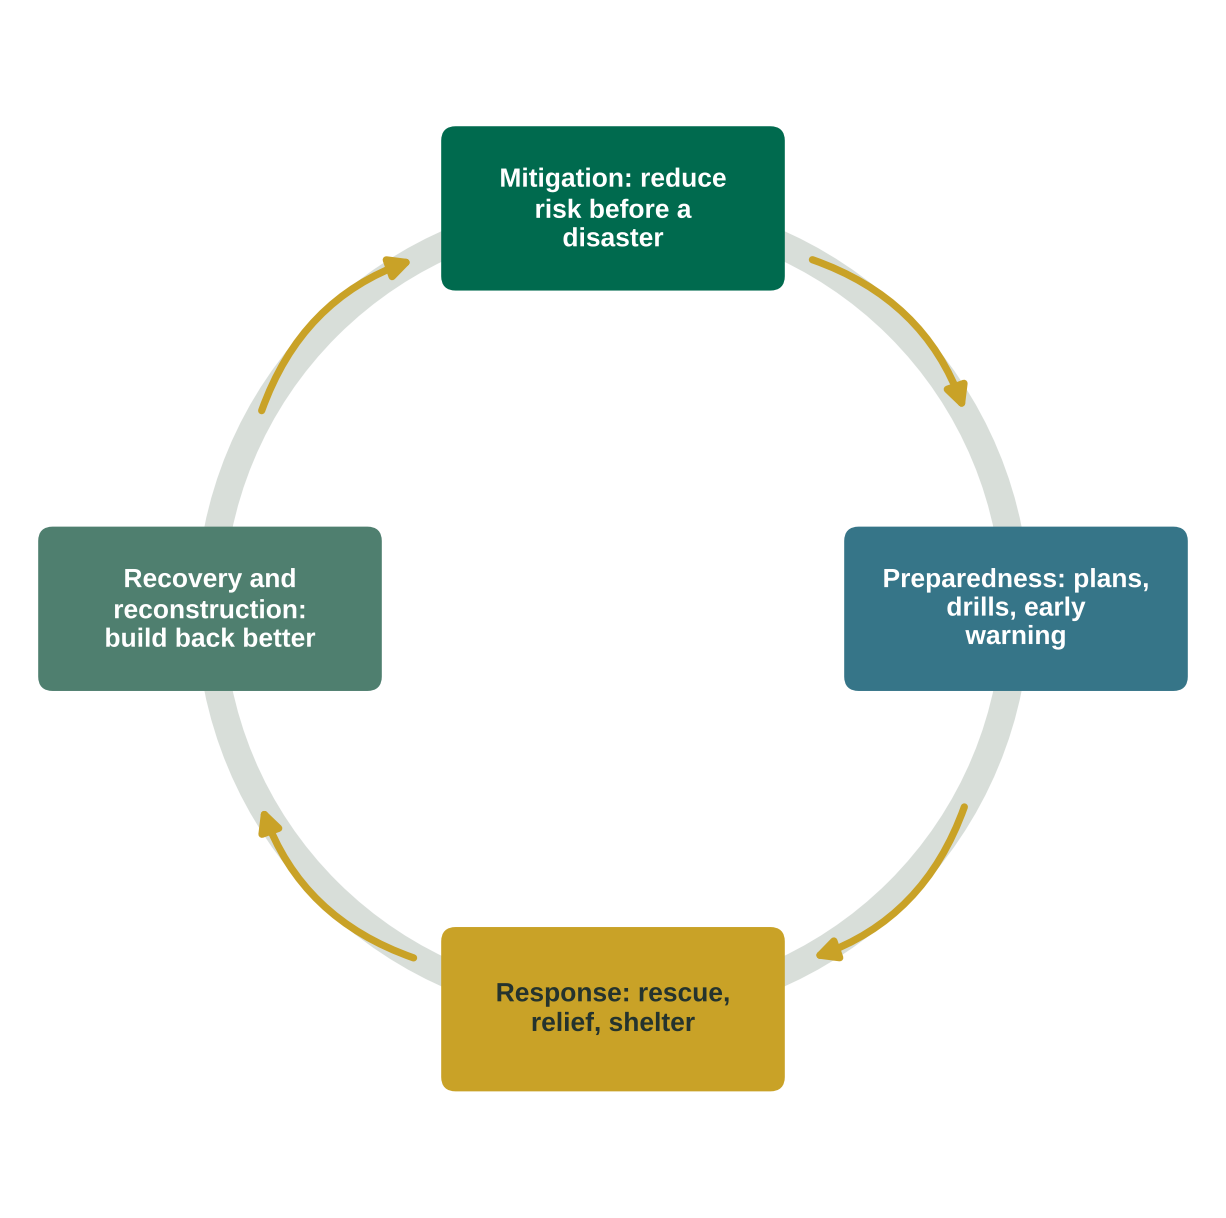 Mitigation: reduce
risk before a
disaster
Recovery and
reconstruction:
build back better
Preparedness: plans,
drills, early
warning
Response: rescue,
relief, shelter